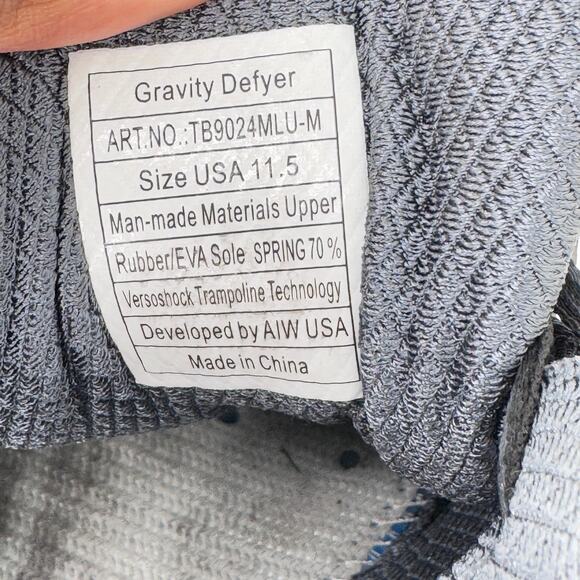 Gravity Defyer
ART.NO.:TB9024MLU-M
Size USA 11.5
Man-made Materials Upper
Rubber/EVA Sole SPRING 70%
Versoshock Trampoline Technology
Developed by AIW USA
Made in China